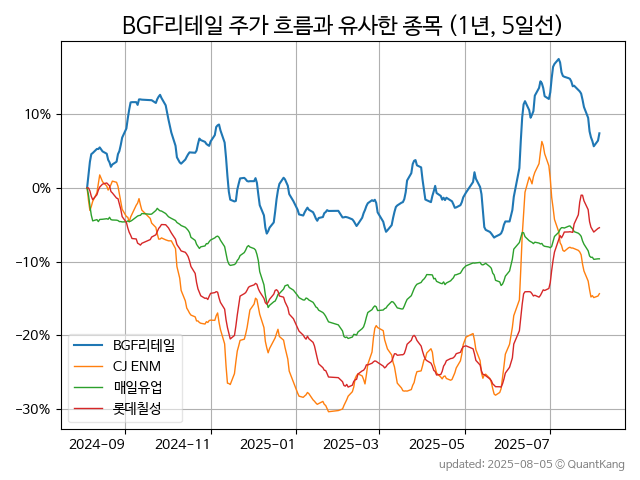 BGF리테일 주가 흐름과 유사한 종목 (1년, 5일선)
10%
0%
−10%
−20%
−30%
BGF리테일
CJ ENM
매일유업
롯데칠성
2024-09
2024-11
2025-01
2025-03
2025-05
2025-07
updated: 2025-08-05 © QuantKang